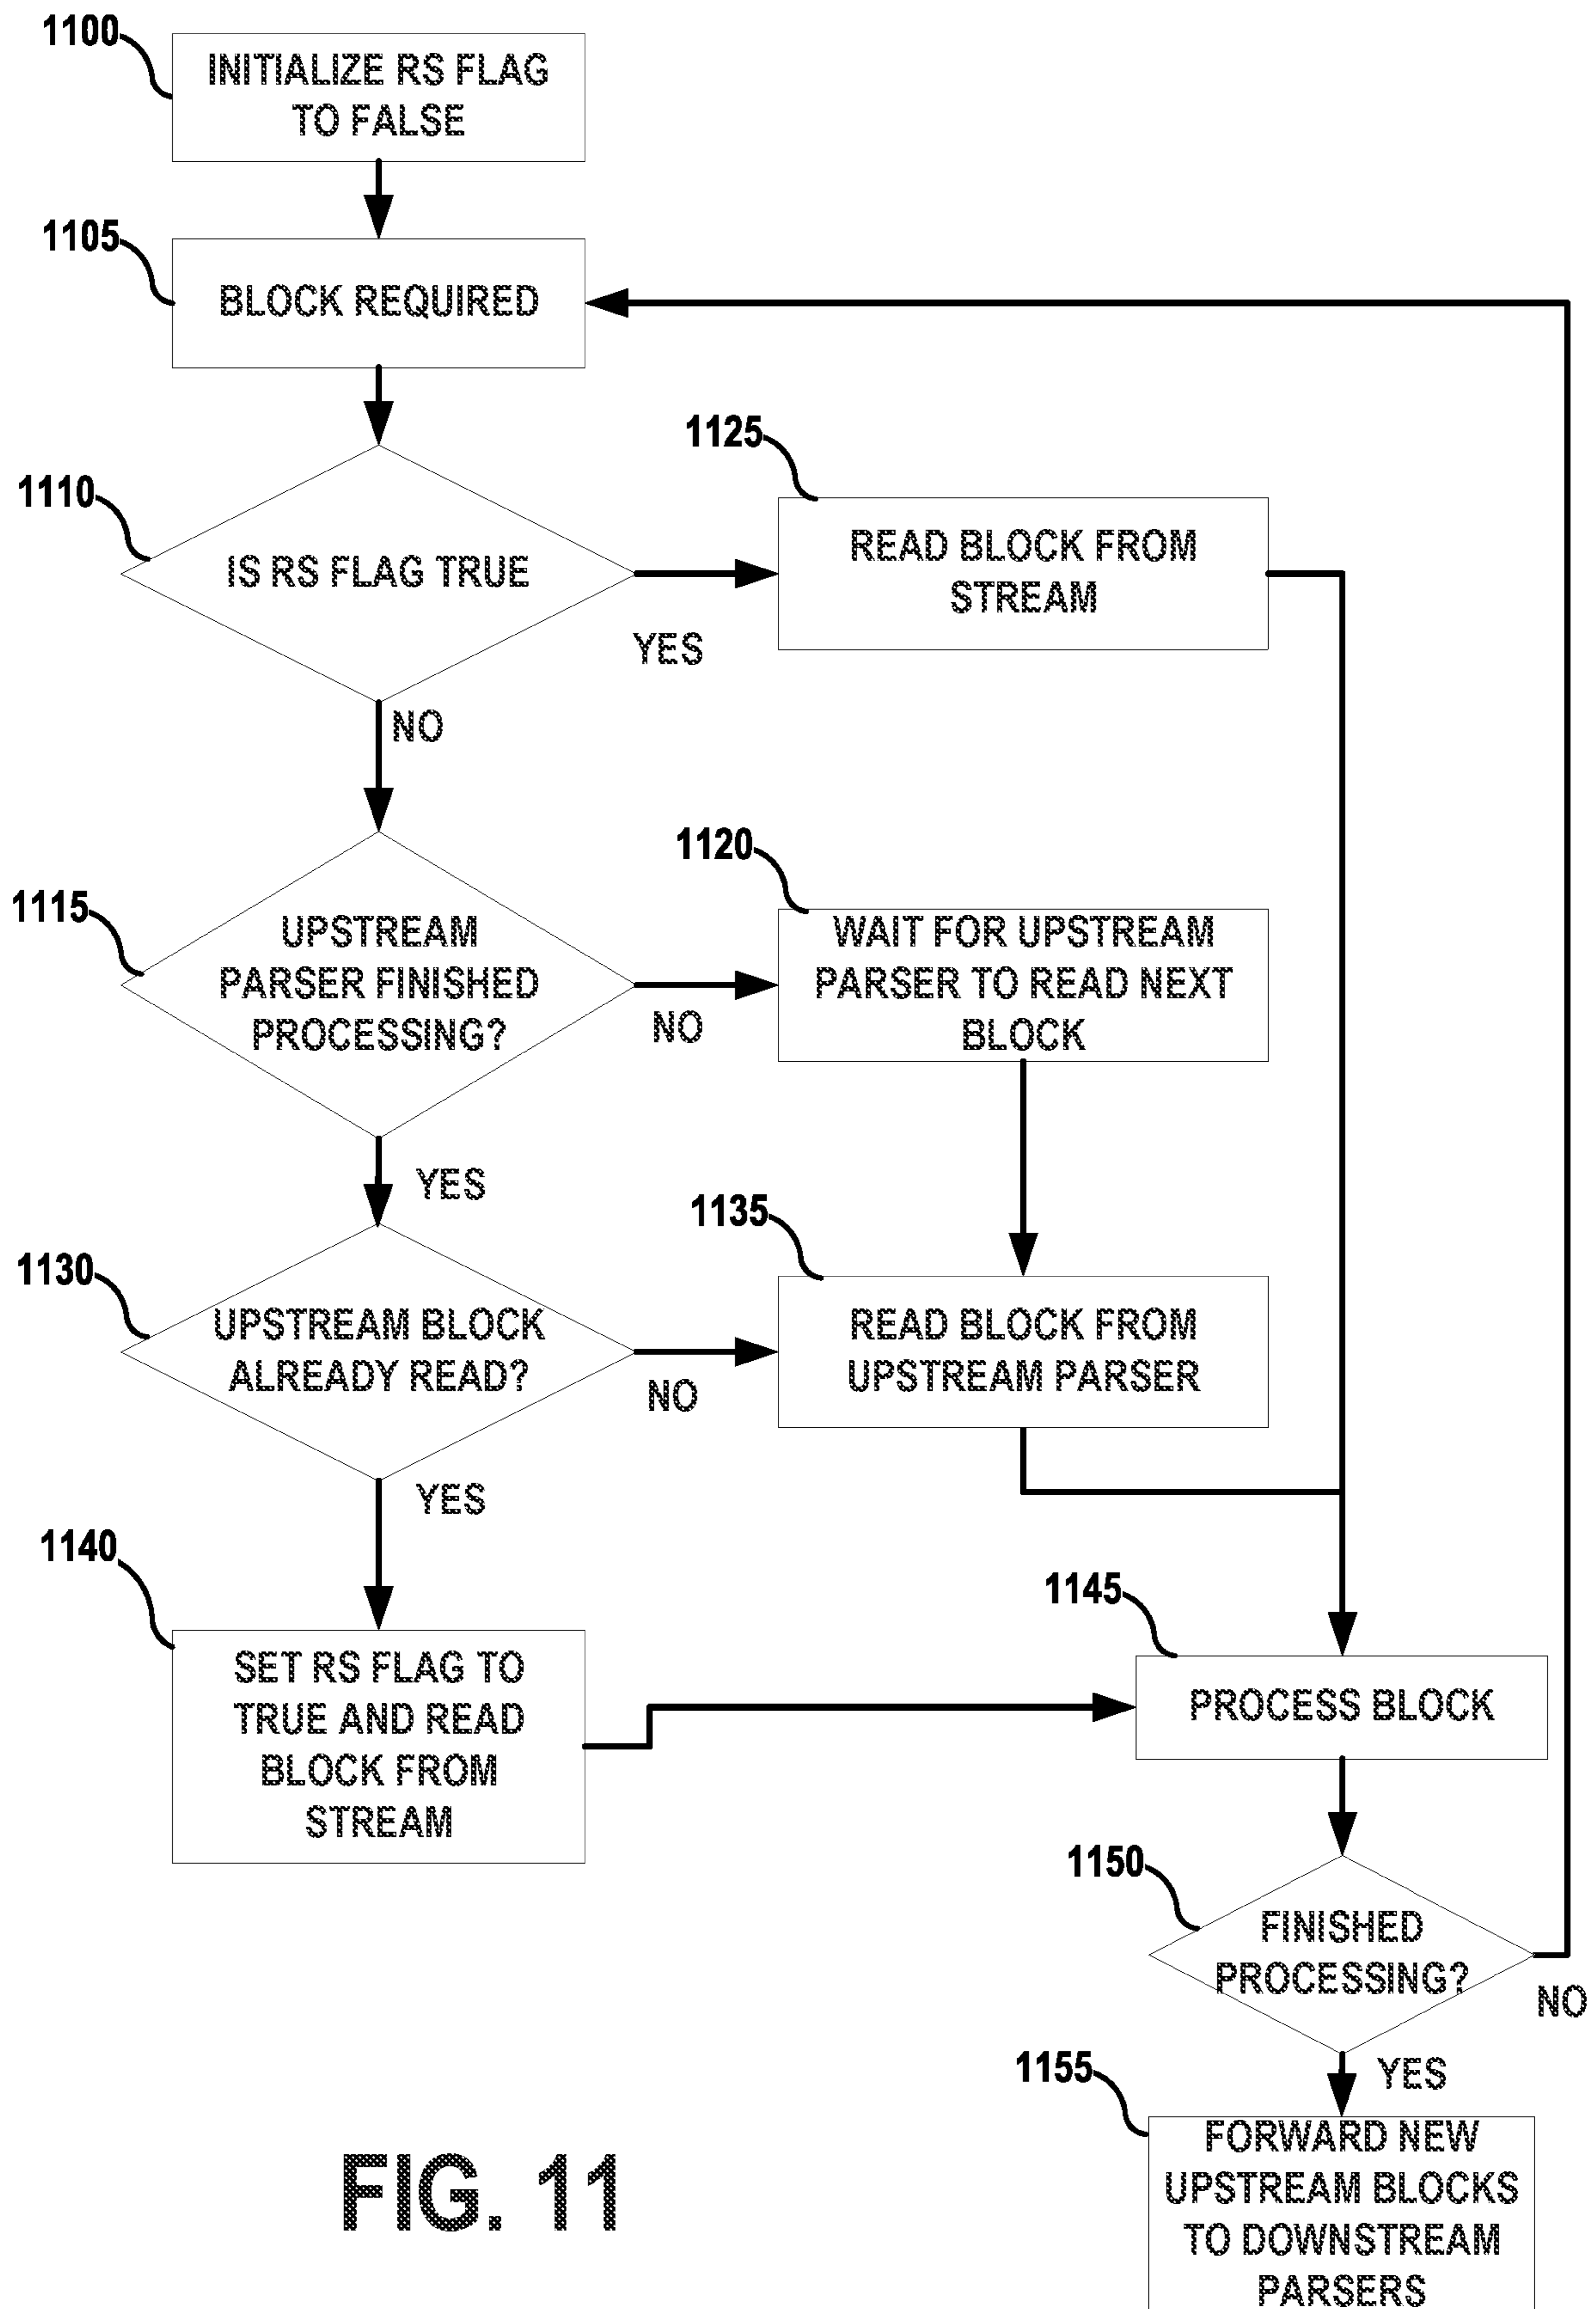 1100
INITIALIZE RS FLAG
TO FALSE
1105
BLOCK REQUIRED
1110
IS RS FLAG TRUE
YES
NO
1125
READ BLOCK FROM
STREAM
1115
UPSTREAM
PARSER FINISHED
PROCESSING?
NO
YES
1120
WAIT FOR UPSTREAM
PARSER TO READ NEXT
BLOCK
1130
UPSTREAM BLOCK
ALREADY READ?
NO
YES
1135
READ BLOCK FROM
UPSTREAM PARSER
1140
SET RS FLAG TO
TRUE AND READ
BLOCK FROM
STREAM
1145
PROCESS BLOCK
1150
FINISHED
PROCESSING?
NO
YES
1155
FORWARD NEW
UPSTREAM BLOCKS
TO DOWNSTREAM
PARSERS
FIG. 11